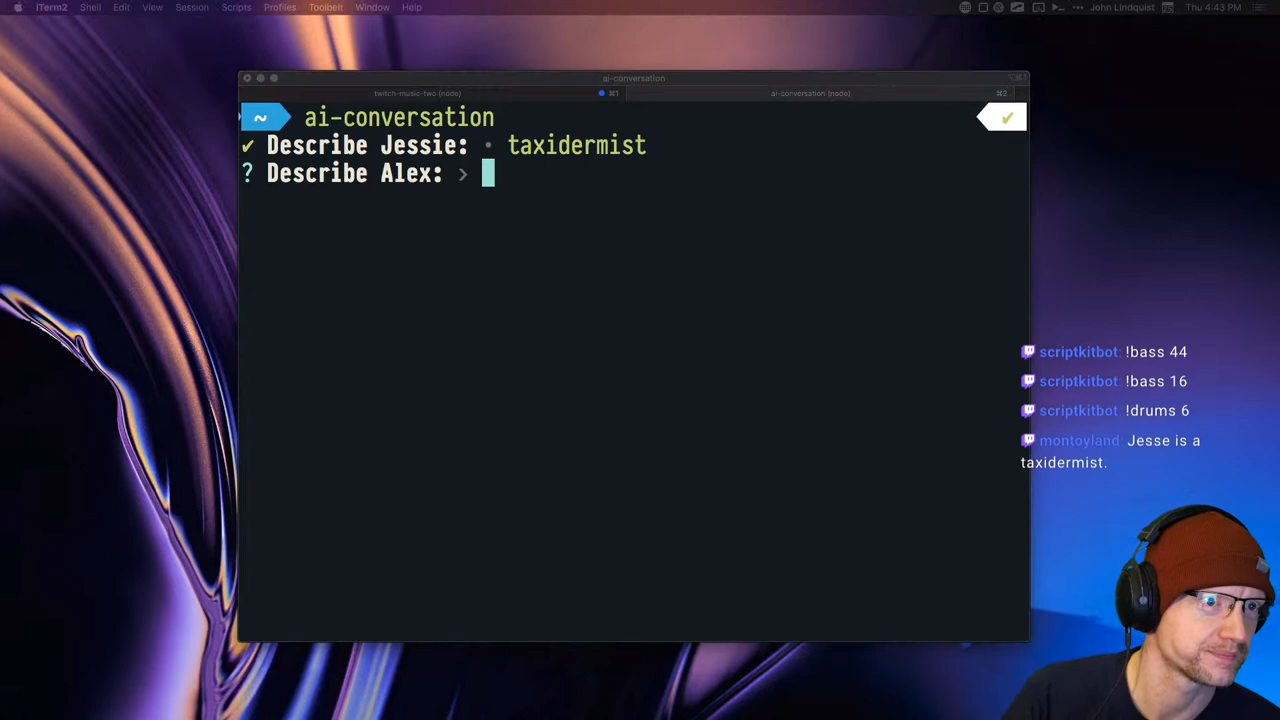 iTerm2 Shell Edit View Session Scripts Profiles Toolbelt Window Help John Lindquist Thu 4:43 PM
ai-conversation
twitch-music-two (node) ⌘1 ai-conversation (node) ⌘2
~ ai-conversation ✔
✔ Describe Jessie: · taxidermist
? Describe Alex: ›
scriptkitbot: !bass 44
scriptkitbot: !bass 16
scriptkitbot: !drums 6
montoyland: Jesse is a
taxidermist.